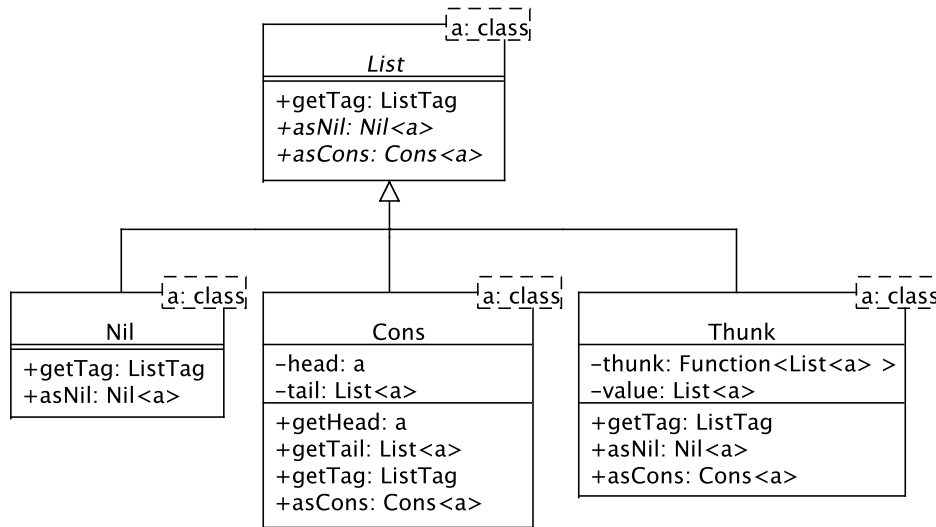 a: class
List
+getTag: ListTag
+asNil: Nil<a>
+asCons: Cons<a>
a: class
Nil
+getTag: ListTag
+asNil: Nil<a>
a: class
Cons
-head: a
-tail: List<a>
+getHead: a
+getTail: List<a>
+getTag: ListTag
+asCons: Cons<a>
a: class
Thunk
-thunk: Function<List<a> >
-value: List<a>
+getTag: ListTag
+asNil: Nil<a>
+asCons: Cons<a>